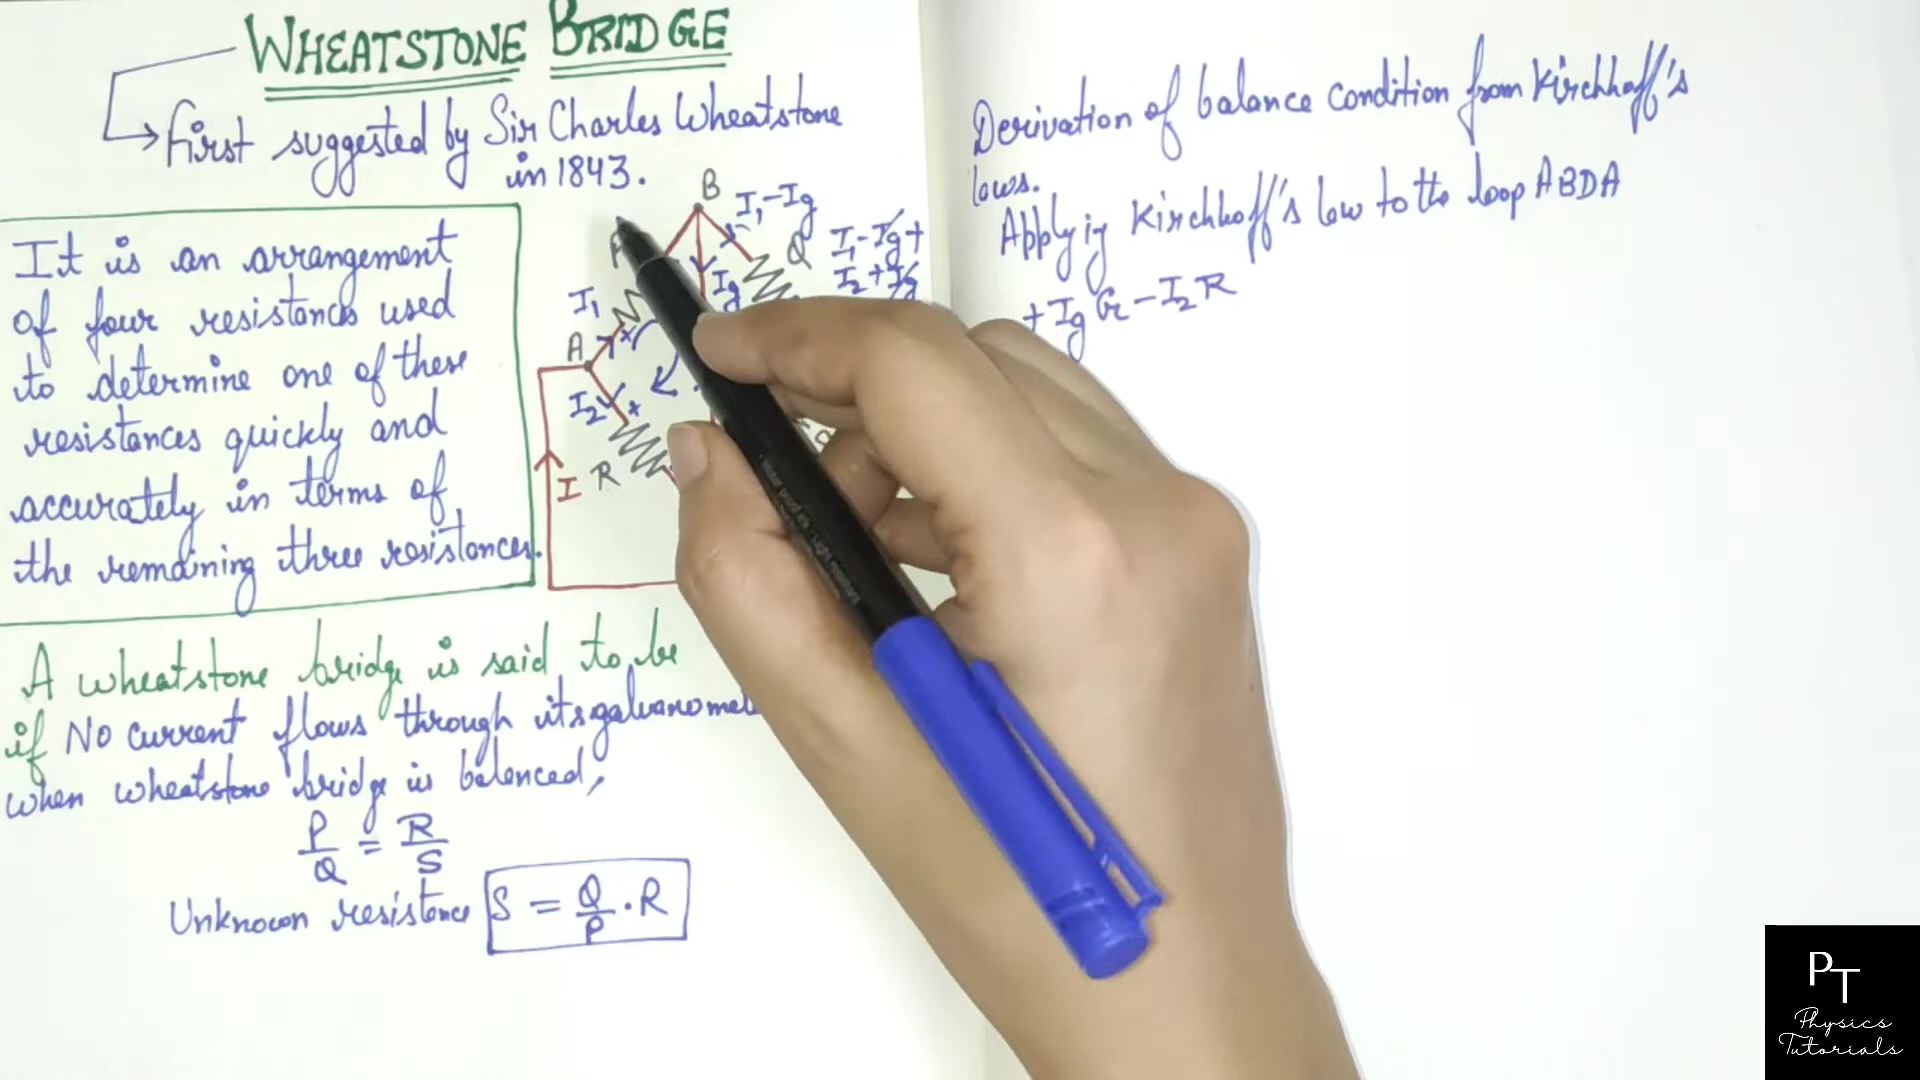 WHEATSTONE BRIDGE
First suggested by Sir Charles Wheatstone
in 1843.
It is an arrangement
of four resistances used
to determine one of these
resistances quickly and
accurately in terms of
the remaining three resistances.
B
I₁-Ig
Q
I₁-Ig+
I₂+Ig
Ig
I₁
A
I₂
R
I
A wheatstone bridge is said to be
if No current flows through its galvanomet
when wheatstone bridge is balenced,
P/Q = R/S
Unknown resistance S = Q/P . R
Derivation of balance condition from Kirchhoff's
laws.
Applyig Kirchhoff's law to the loop ABDA
+ IgG - I₂R
PT
Physics
Tutorials